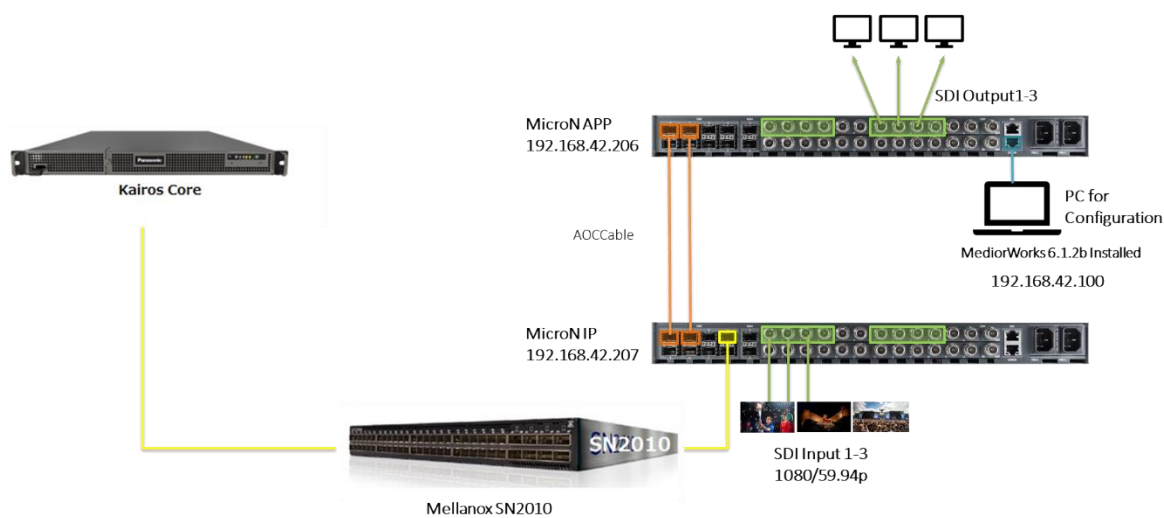 SDI Output1-3
MicroN APP
192.168.42.206
Panasonic
Kairos Core
PC for
Configuration
AOCCable
MediorWorks 6.1.2b Installed
192.168.42.100
MicroN IP
192.168.42.207
SN2010
SDI Input 1-3
1080/59.94p
Mellanox SN2010